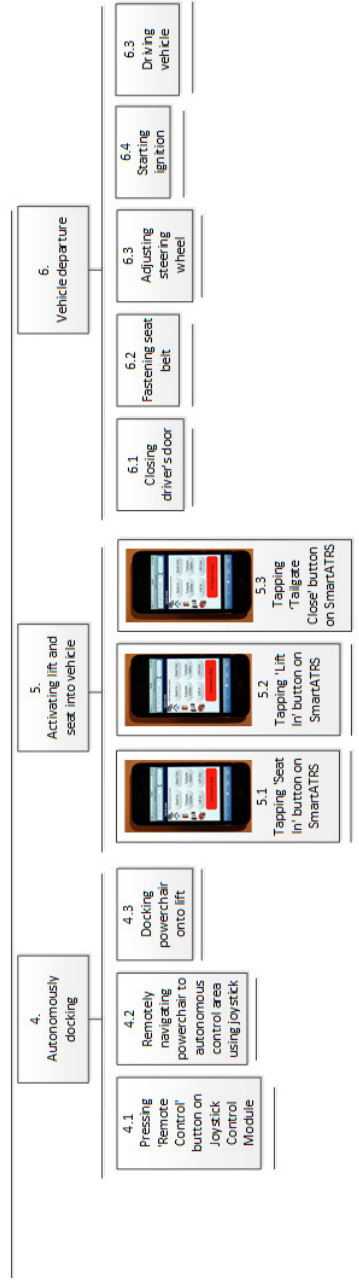 4.
Autonomously
docking
4.1
Pressing
'Remote
Control'
button on
Joystick
Control
Module
4.2
Remotely
navigating
powerchair to
autonomous
control area
using joystick
4.3
Docking
powerchair
onto lift
5.
Activating lift and
seat into vehicle
5.1
Tapping 'Seat
In' button on
SmartATRS
5.2
Tapping 'Lift
In' button on
SmartATRS
5.3
Tapping
'Tailgate
Close' button
on SmartATRS
6.
Vehicle departure
6.1
Closing
driver's door
6.2
Fastening seat
belt
6.3
Adjusting
steering
wheel
6.4
Starting
ignition
6.3
Driving
vehicle